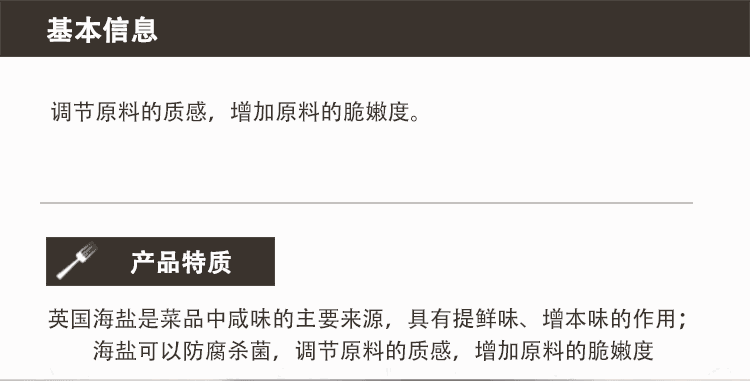 基本信息
调节原料的质感，增加原料的脆嫩度。
产品特质
英国海盐是菜品中咸味的主要来源，具有提鲜味、增本味的作用；
海盐可以防腐杀菌，调节原料的质感，增加原料的脆嫩度